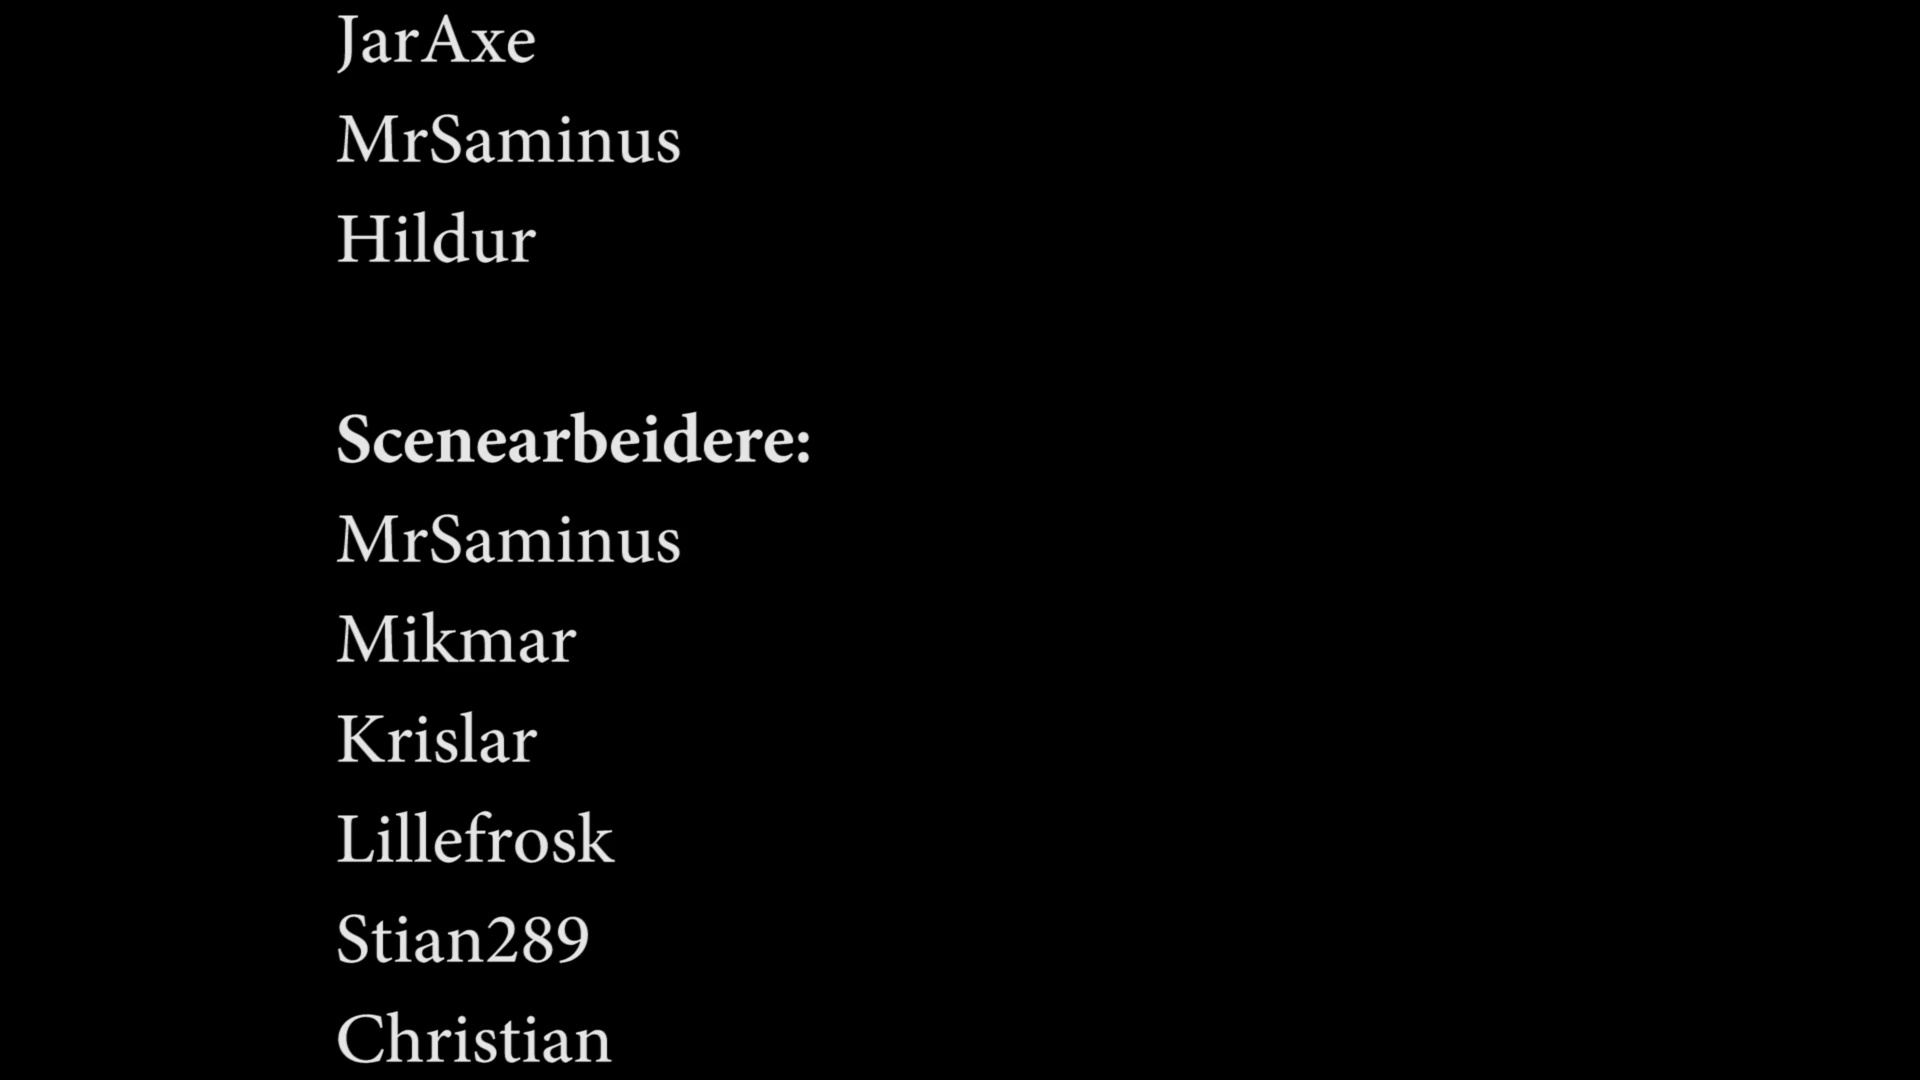 JarAxe
MrSaminus
Hildur
Scenearbeidere:
MrSaminus
Mikmar
Krislar
Lillefrosk
Stian289
Christian